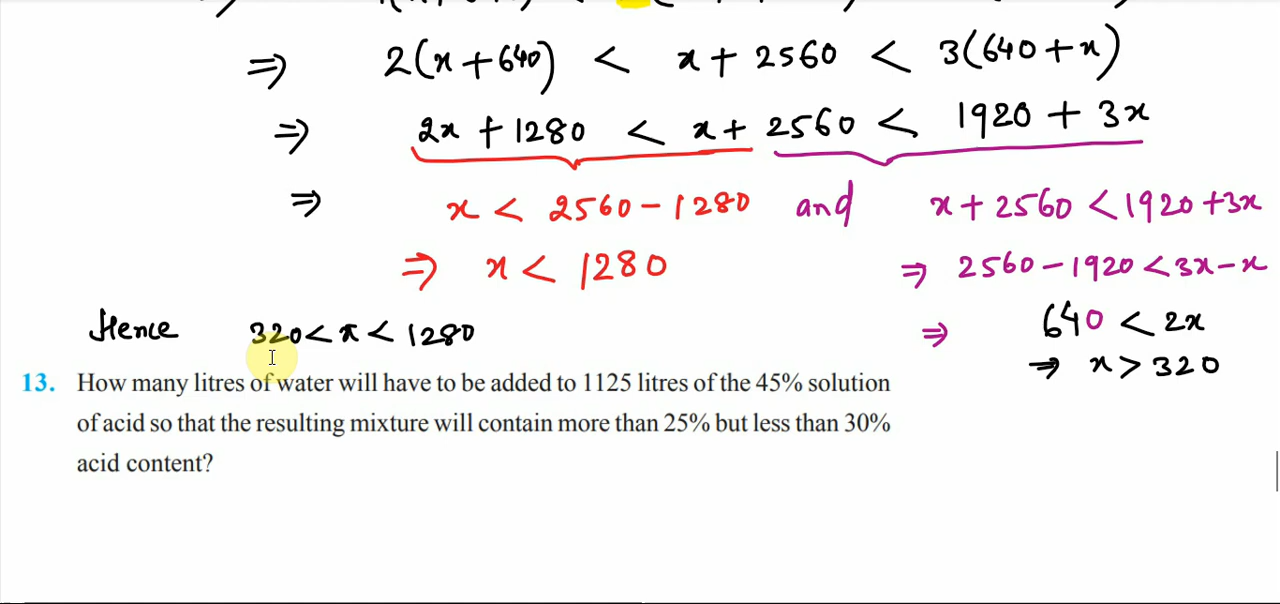 ⇒ 2(x + 640) < x + 2560 < 3(640 + x)
⇒ 2x + 1280 < x + 2560 < 1920 + 3x
⇒ x < 2560 - 1280 and x + 2560 < 1920 + 3x
⇒ x < 1280 ⇒ 2560 - 1920 < 3x - x
Hence 320 < x < 1280 ⇒ 640 < 2x
⇒ x > 320
13. How many litres of water will have to be added to 1125 litres of the 45% solution
of acid so that the resulting mixture will contain more than 25% but less than 30%
acid content?